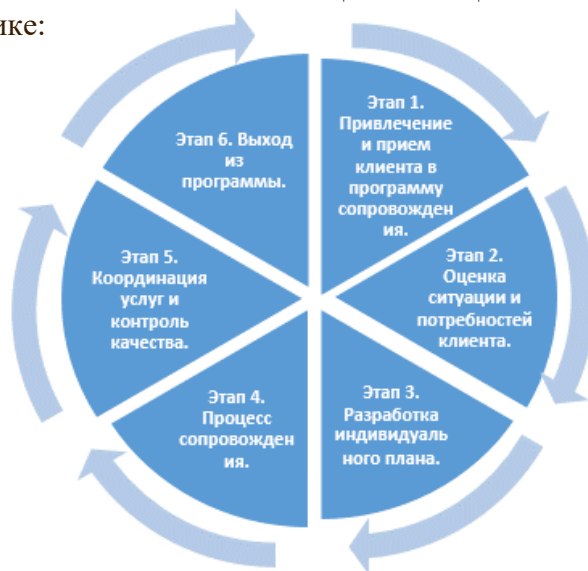 ике:
Этап 1.
Привлечение
и прием
клиента в
программу
сопровожден
ия.
Этап 2.
Оценка
ситуации и
потребностей
клиента.
Этап 3.
Разработка
индивидуаль
ного плана.
Этап 4.
Процесс
сопровожден
ия.
Этап 5.
Координация
услуг и
контроль
качества.
Этап 6. Выход
из
программы.